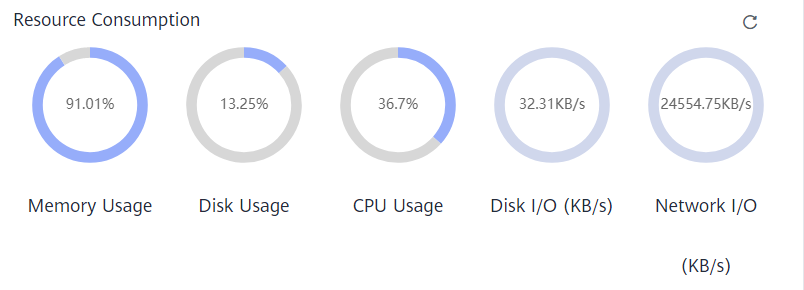 Resource Consumption
91.01%
13.25%
36.7%
32.31KB/s
24554.75KB/s
Memory Usage
Disk Usage
CPU Usage
Disk I/O (KB/s)
Network I/O
(KB/s)